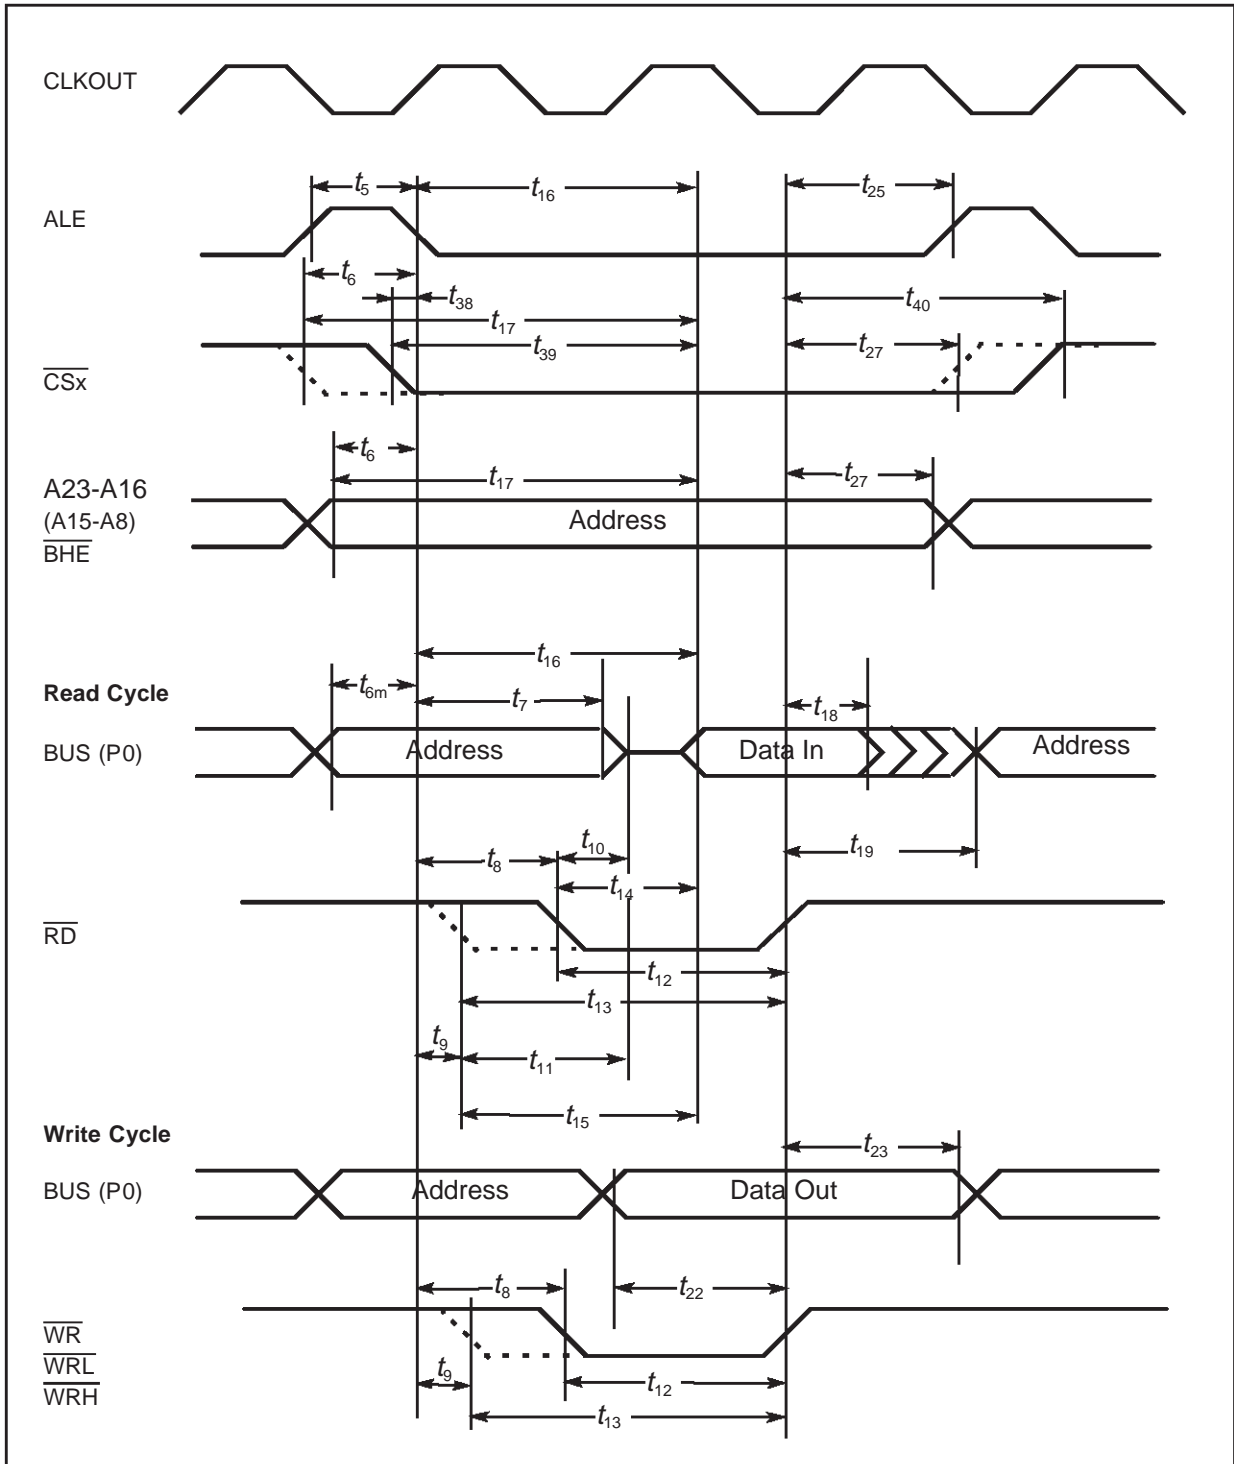 CLKOUT
t5
t16
t25
ALE
t6
t38
t40
t17
t39
t27
CSx
t6
t17
t27
A23-A16
(A15-A8)
Address
BHE
t16
Read Cycle
t6m
t7
t18
BUS (P0)
Address
Data In
Address
t8
t10
t19
t14
RD
t12
t13
t9
t11
t15
Write Cycle
t23
BUS (P0)
Address
Data Out
t8
t22
WR
WRL
t9
t12
WRH
t13